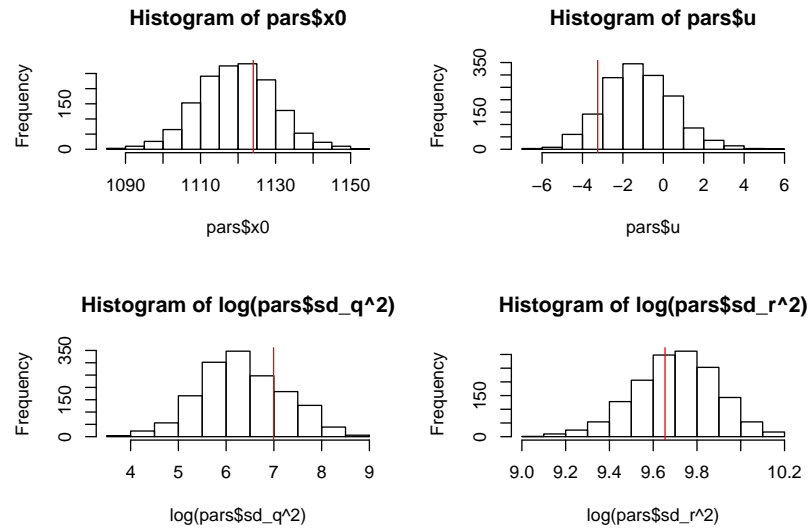 Histogram of pars$x0
Frequency
0 150
1090 1110 1130 1150
pars$x0
Histogram of pars$u
Frequency
0 150 350
−6 −4 −2 0 2 4 6
pars$u
Histogram of log(pars$sd_q^2)
Frequency
0 150 350
4 5 6 7 8 9
log(pars$sd_q^2)
Histogram of log(pars$sd_r^2)
Frequency
0 150
9.0 9.2 9.4 9.6 9.8 10.2
log(pars$sd_r^2)